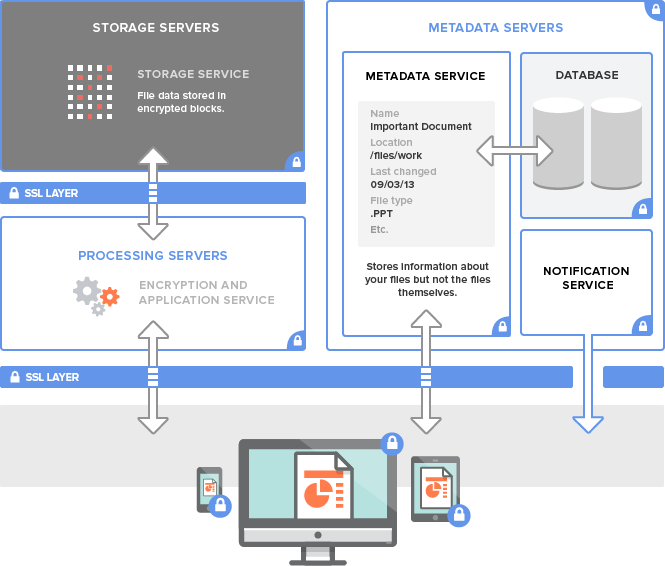 STORAGE SERVERS
STORAGE SERVICE
File data stored in
encrypted blocks.
SSL LAYER
PROCESSING SERVERS
ENCRYPTION AND
APPLICATION SERVICE
METADATA SERVERS
METADATA SERVICE
Name
Important Document
Location
/files/work
Last changed
09/03/13
File type
.PPT
Etc.
Stores information about
your files but not the files
themselves.
DATABASE
NOTIFICATION
SERVICE
SSL LAYER